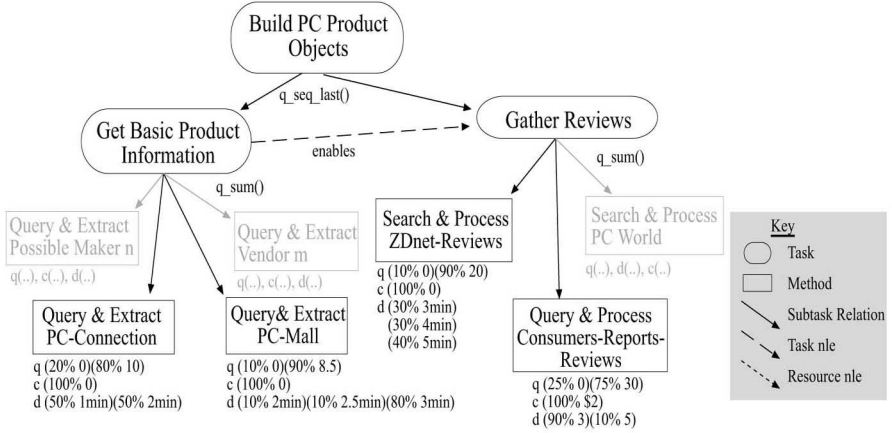 Build PC Product
Objects
q_seq_last()
Get Basic Product
Information
enables
Gather Reviews
q_sum()
q_sum()
Query & Extract
Possible Maker n
q(..), c(..), d(..)
Query & Extract
Vendor m
q(..), c(..), d(..)
Search & Process
ZDnet-Reviews
q (10% 0)(90% 20)
c (100% 0)
d (30% 3min)
(30% 4min)
(40% 5min)
Search & Process
PC World
q(..), d(..), c(..)
Query & Extract
PC-Connection
q (20% 0)(80% 10)
c (100% 0)
d (50% 1min)(50% 2min)
Query& Extract
PC-Mall
q (10% 0)(90% 8.5)
c (100% 0)
d (10% 2min)(10% 2.5min)(80% 3min)
Query & Process
Consumers-Reports-
Reviews
q (25% 0)(75% 30)
c (100% $2)
d (90% 3)(10% 5)
Key
Task
Method
Subtask Relation
Task nle
Resource nle